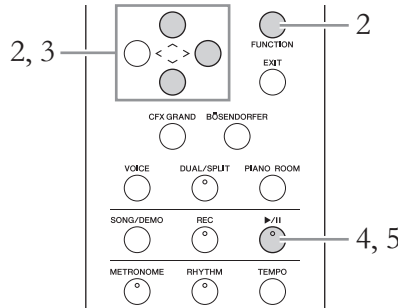 2, 3
2
FUNCTION
EXIT
CFX GRAND BÖSENDORFER
VOICE DUAL/SPLIT PIANO ROOM
SONG/DEMO REC ▶/II
4, 5
METRONOME RHYTHM TEMPO